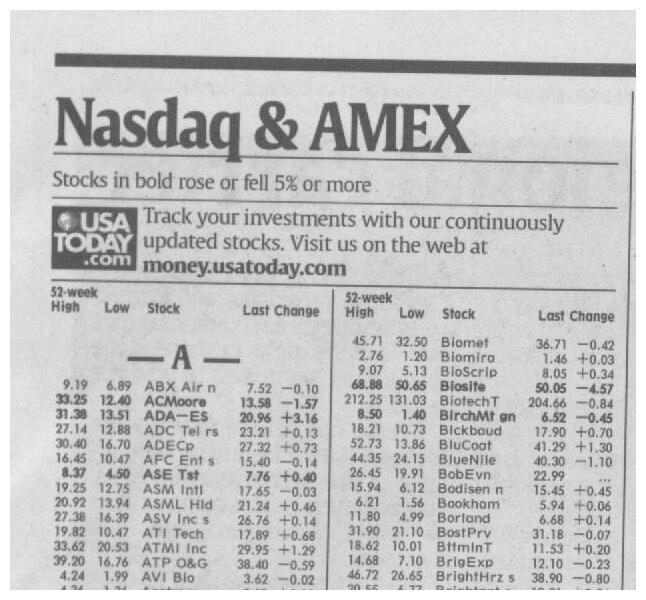 Nasdaq & AMEX
Stocks in bold rose or fell 5% or more
USA TODAY .com
Track your investments with our continuously
updated stocks. Visit us on the web at
money.usatoday.com
52-week
High Low Stock Last Change
— A —
9.19 6.89 ABX Air n 7.52 −0.10
33.25 12.40 ACMoore 13.58 −1.57
31.38 13.51 ADA−ES 20.96 +3.16
27.14 12.88 ADC Tel rs 23.21 +0.13
30.40 16.70 ADECp 27.32 +0.73
16.45 10.47 AFC Ent s 15.40 −0.14
8.37 4.50 ASE Tst 7.76 +0.40
19.25 12.75 ASM Intl 17.65 −0.03
20.92 13.94 ASML Hld 21.24 +0.46
27.38 16.39 ASV Inc s 26.76 +0.14
19.82 10.47 ATI Tech 17.89 +0.68
33.62 20.53 ATMI Inc 29.95 +1.29
39.20 16.76 ATP O&G 38.40 −0.59
4.24 1.99 AVI Bio 3.62 −0.02
52-week
High Low Stock Last Change
45.71 32.50 Biomet 36.71 −0.42
2.76 1.20 Biomira 1.46 +0.03
9.07 5.13 BioScrip 8.05 +0.34
68.88 50.65 Biosite 50.05 −4.57
212.25 131.03 BiotechT 204.66 −0.84
8.50 1.40 BirchMt gn 6.52 −0.45
18.21 10.73 Blckbaud 17.90 +0.70
52.73 13.86 BluCoat 41.29 +1.30
44.35 24.15 BlueNile 40.30 −1.10
26.45 19.91 BobEvn 22.99 ...
15.94 6.12 Bodisen n 15.45 +0.45
6.21 1.56 Bookham 5.94 +0.06
11.80 4.99 Borland 6.68 +0.14
31.90 21.10 BostPrv 31.18 −0.07
18.62 10.01 BttmlnT 11.53 +0.20
14.68 7.10 BrigExp 12.10 −0.23
46.72 26.65 BrightHrz s 38.90 −0.80